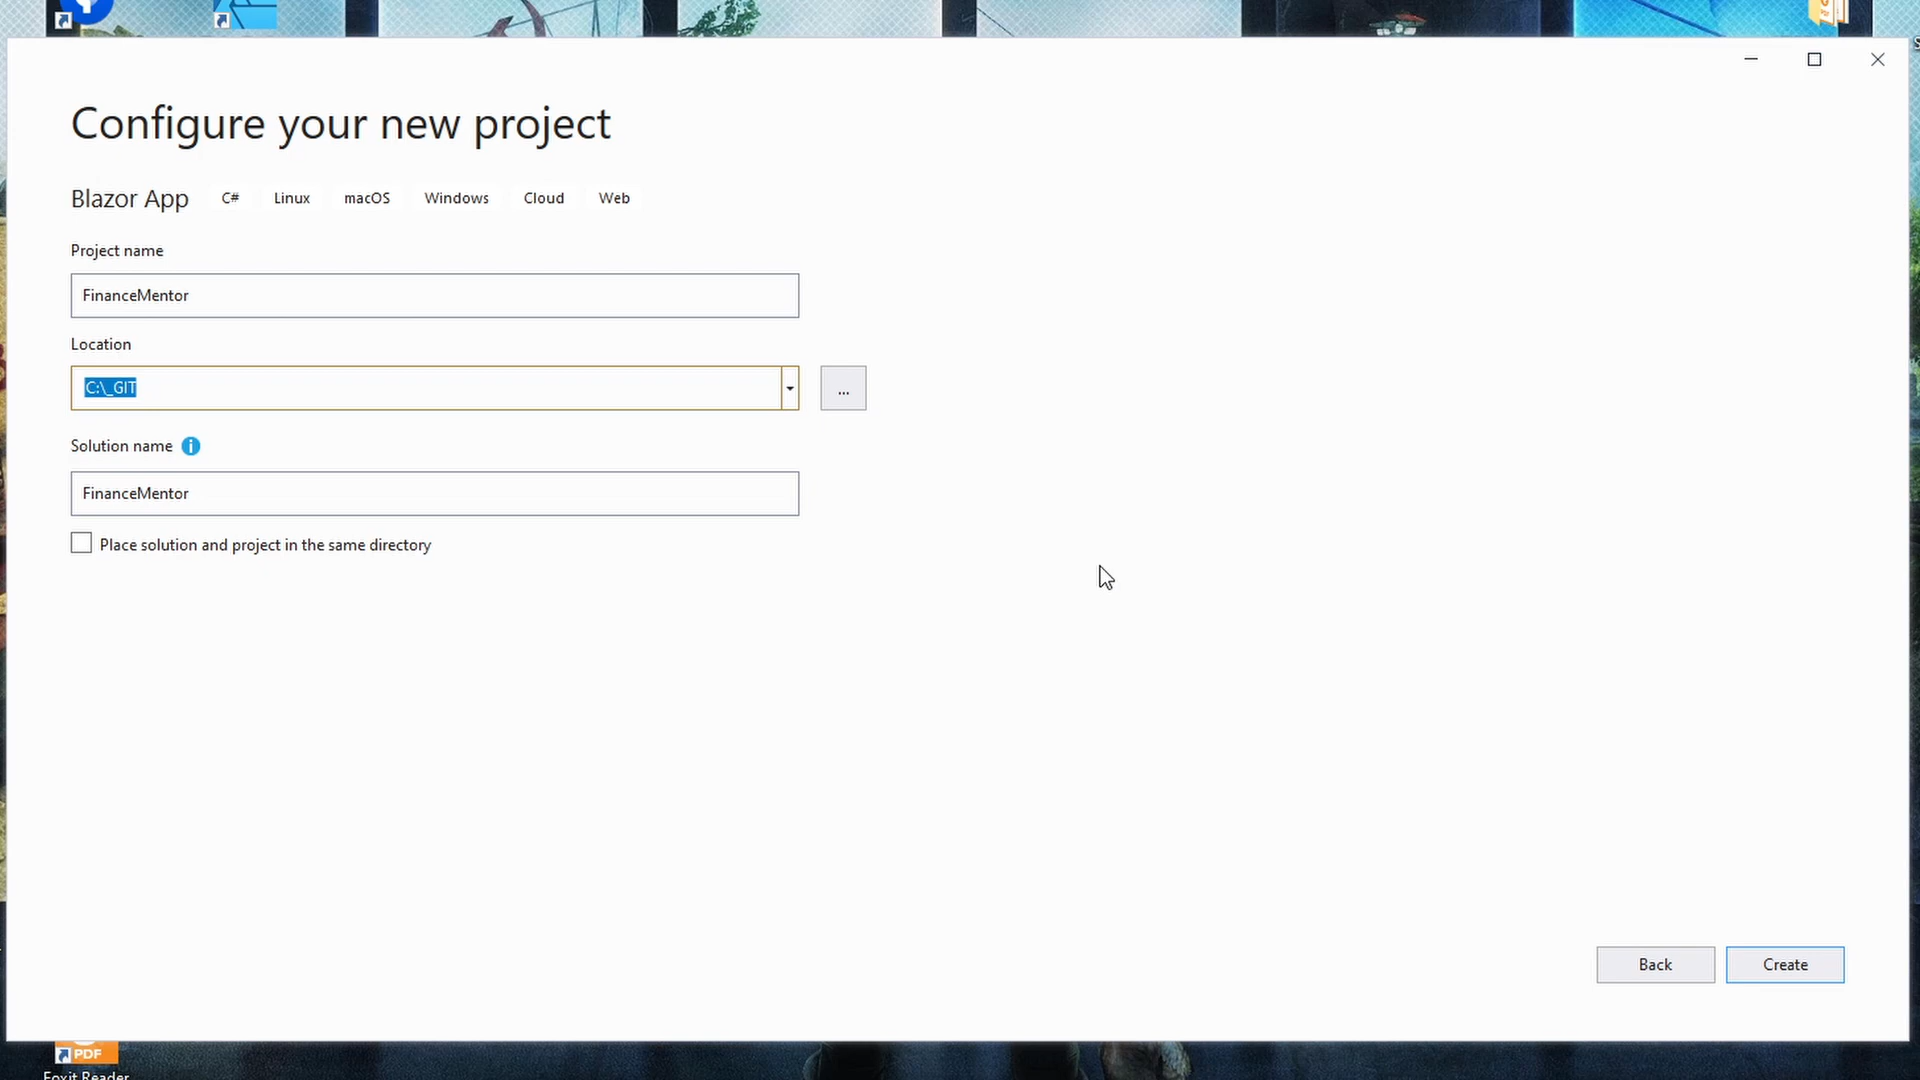 Configure your new project
Blazor App C# Linux macOS Windows Cloud Web
Project name
FinanceMentor
Location
C:\_GIT
...
Solution name
FinanceMentor
Place solution and project in the same directory
Back Create
PDF
Foxit Reader